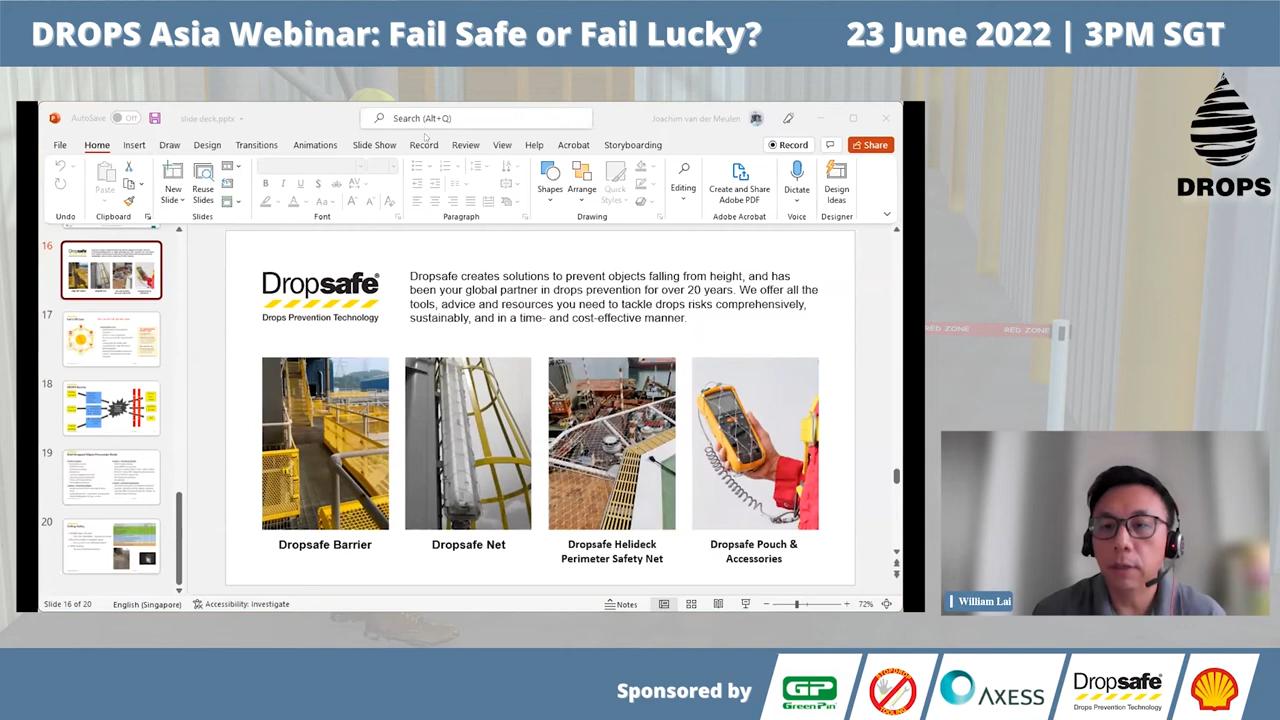 DROPS Asia Webinar: Fail Safe or Fail Lucky?
23 June 2022 | 3PM SGT
DROPS
AutoSave
Off
slide deck.pptx
Search (Alt+Q)
Joachim van der Meulen
File
Home
Insert
Draw
Design
Transitions
Animations
Slide Show
Record
Review
View
Help
Acrobat
Storyboarding
Record
Share
Paste
New
Slide
Reuse
Slides
Shapes
Arrange
Quick
Styles
Editing
Create and Share
Adobe PDF
Dictate
Design
Ideas
Undo
Clipboard
Slides
Font
Paragraph
Drawing
Adobe Acrobat
Voice
Designer
16
17
18
19
20
Dropsafe
Drops Prevention Technology
Dropsafe creates solutions to prevent objects falling from height, and has
been your global partner in drops prevention for over 20 years. We offer all the
tools, advice and resources you need to tackle drops risks comprehensively,
sustainably, and in a time- and cost-effective manner.
Dropsafe Barrier
Dropsafe Net
Dropsafe Helideck
Perimeter Safety Net
Dropsafe Pouch &
Accessories
Slide 16 of 20
English (Singapore)
Accessibility: Investigate
Notes
72%
RED ZONE
RED ZONE
William Lai
Sponsored by
GP
Green Pin
STOPDROP
TOOLING
AXESS
Dropsafe
Drops Prevention Technology